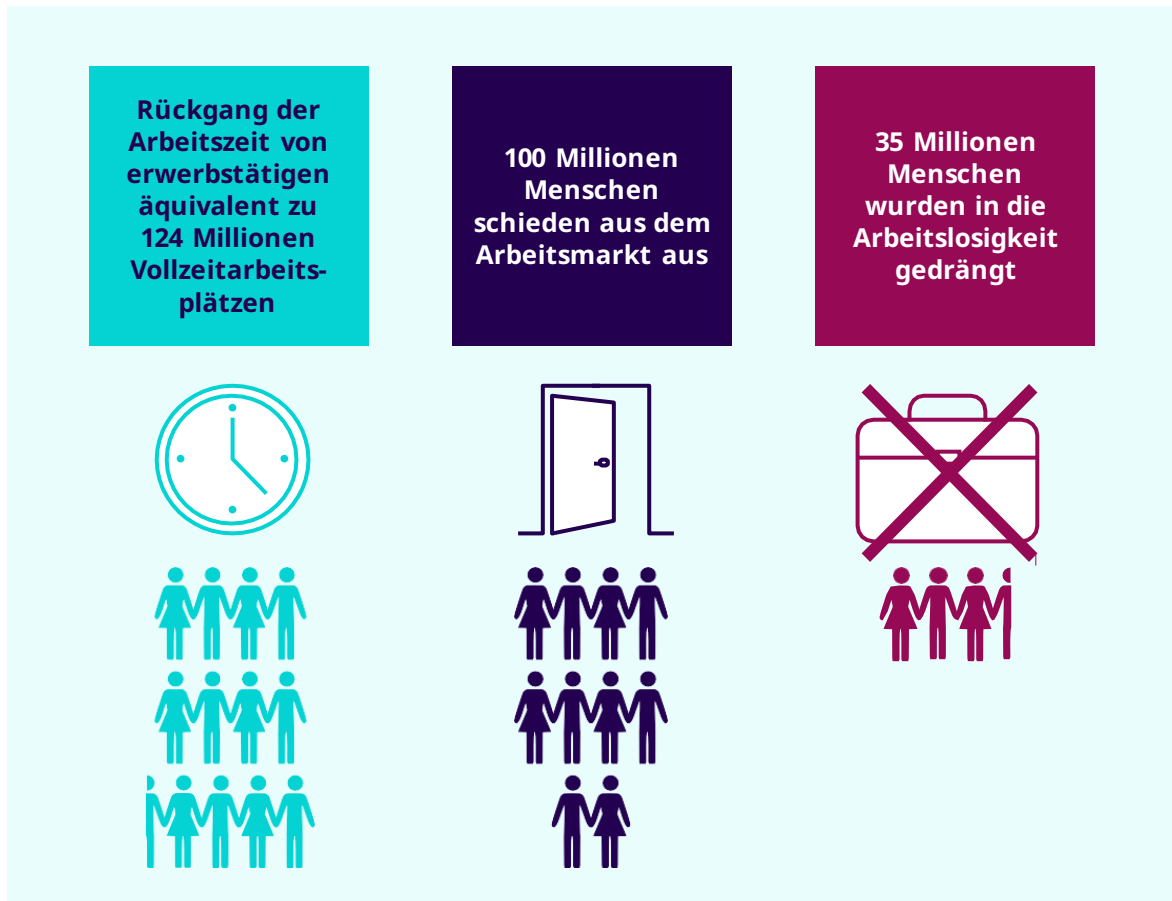 Rückgang der
Arbeitszeit von
erwerbstätigen
äquivalent zu
124 Millionen
Vollzeitarbeits-
plätzen
100 Millionen
Menschen
schieden aus dem
Arbeitsmarkt aus
35 Millionen
Menschen
wurden in die
Arbeitslosigkeit
gedrängt